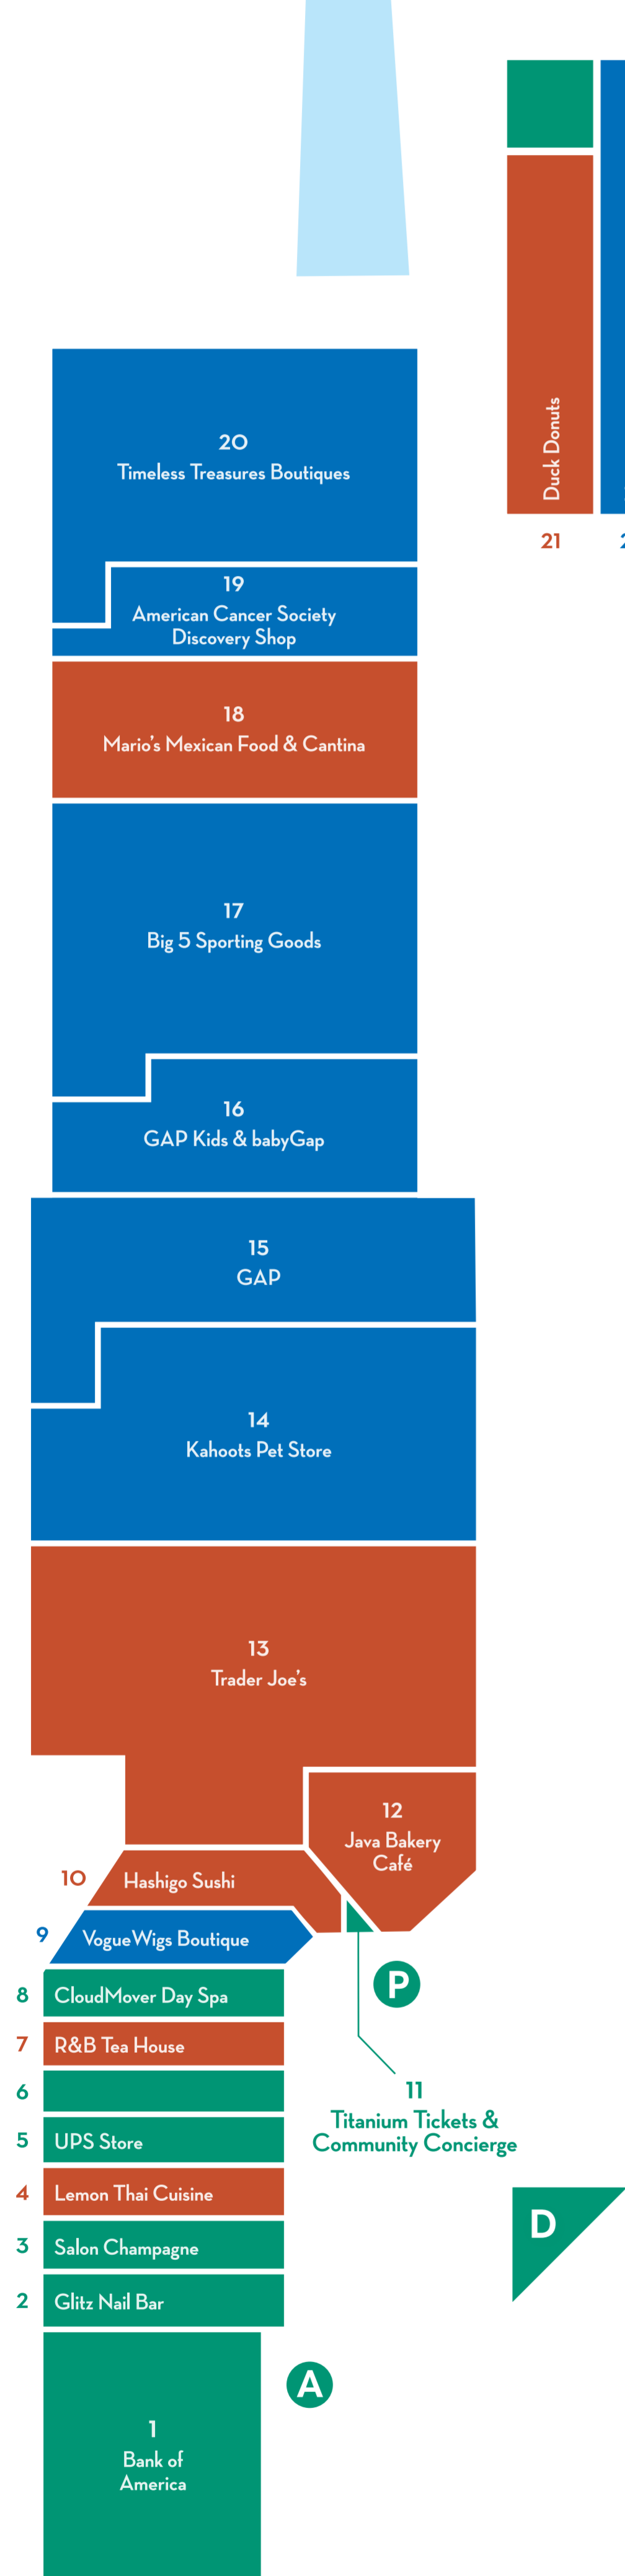 Duck Donuts
21
20
Timeless Treasures Boutiques
19
American Cancer Society
Discovery Shop
18
Mario's Mexican Food & Cantina
17
Big 5 Sporting Goods
16
GAP Kids & babyGap
15
GAP
14
Kahoots Pet Store
13
Trader Joe's
12
Java Bakery
Café
10 Hashigo Sushi
9 VogueWigs Boutique
P
8 CloudMover Day Spa
7 R&B Tea House
6
11
Titanium Tickets &
Community Concierge
5 UPS Store
4 Lemon Thai Cuisine
D
3 Salon Champagne
2 Glitz Nail Bar
A
1
Bank of
America